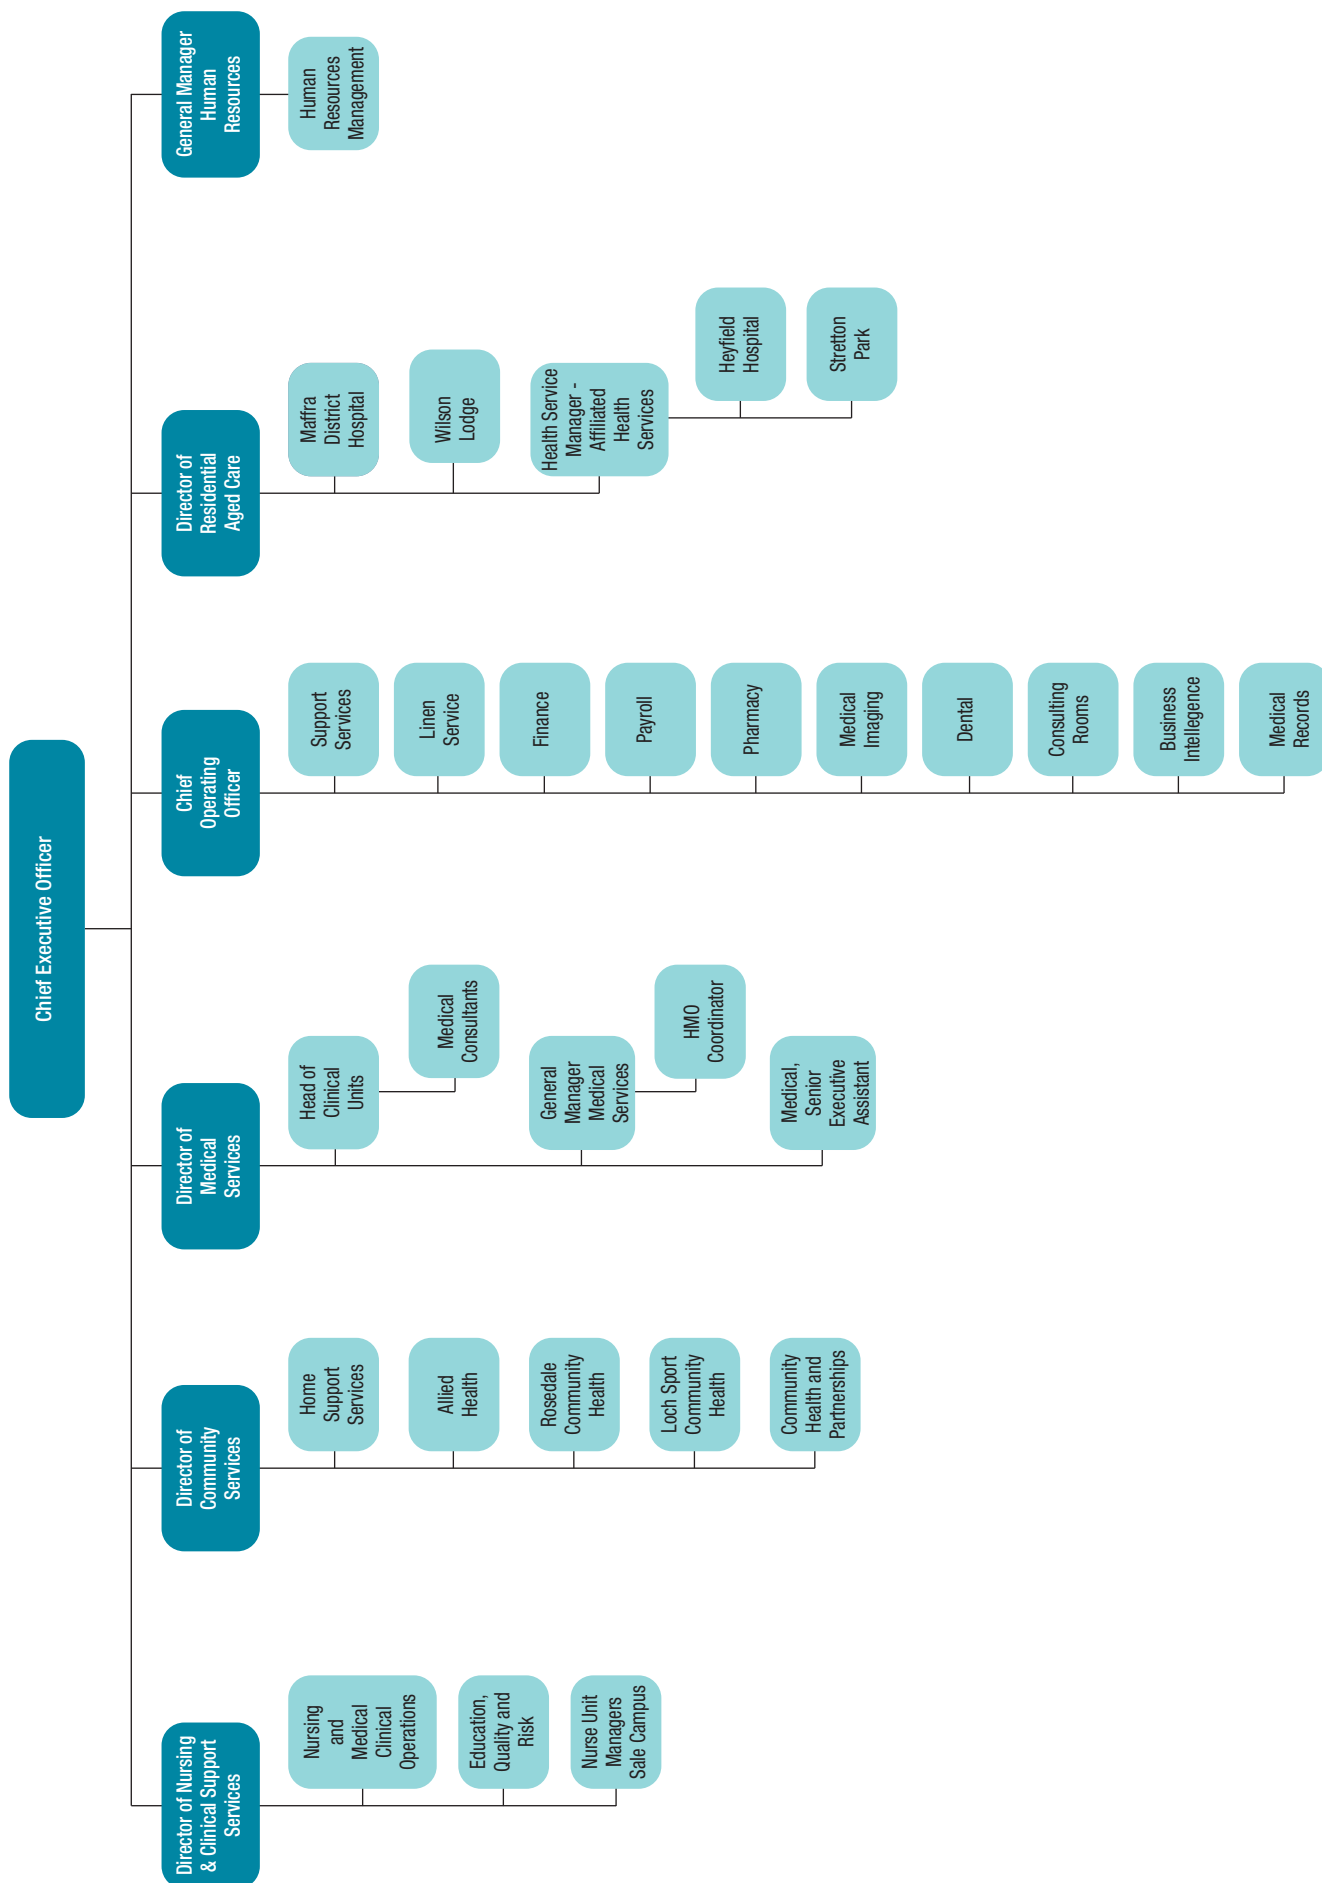 Chief Executive Officer
Director of Nursing
& Clinical Support
Services
Nursing
and
Medical
Clinical
Operations
Education,
Quality and
Risk
Nurse Unit
Managers
Sale Campus
Director of
Community
Services
Home
Support
Services
Allied
Health
Rosedale
Community
Health
Loch Sport
Community
Health
Community
Health and
Partnerships
Director of
Medical
Services
Head of
Clinical
Units
Medical
Consultants
General
Manager
Medical
Services
HMO
Coordinator
Medical,
Senior
Executive
Assistant
Chief
Operating
Officer
Support
Services
Linen
Service
Finance
Payroll
Pharmacy
Medical
Imaging
Dental
Consulting
Rooms
Business
Intellegence
Medical
Records
Director of
Residential
Aged Care
Maffra
District
Hospital
Wilson
Lodge
Health Service
Manager -
Affiliated
Health
Services
Heyfield
Hospital
Stretton
Park
General Manager
Human
Resources
Human
Resources
Management